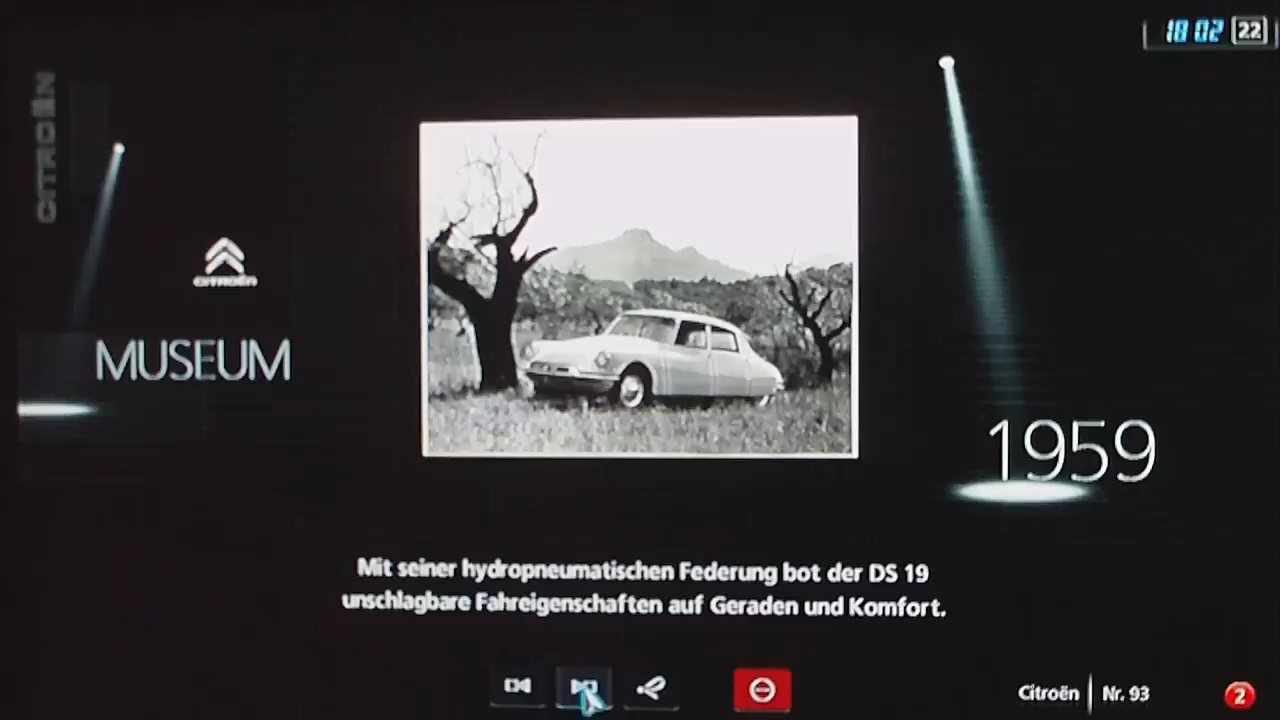 18 02 22
CITROËN
CITROËN
MUSEUM
1959
Mit seiner hydropneumatischen Federung bot der DS 19
unschlagbare Fahreigenschaften auf Geraden und Komfort.
Citroën Nr. 93 2